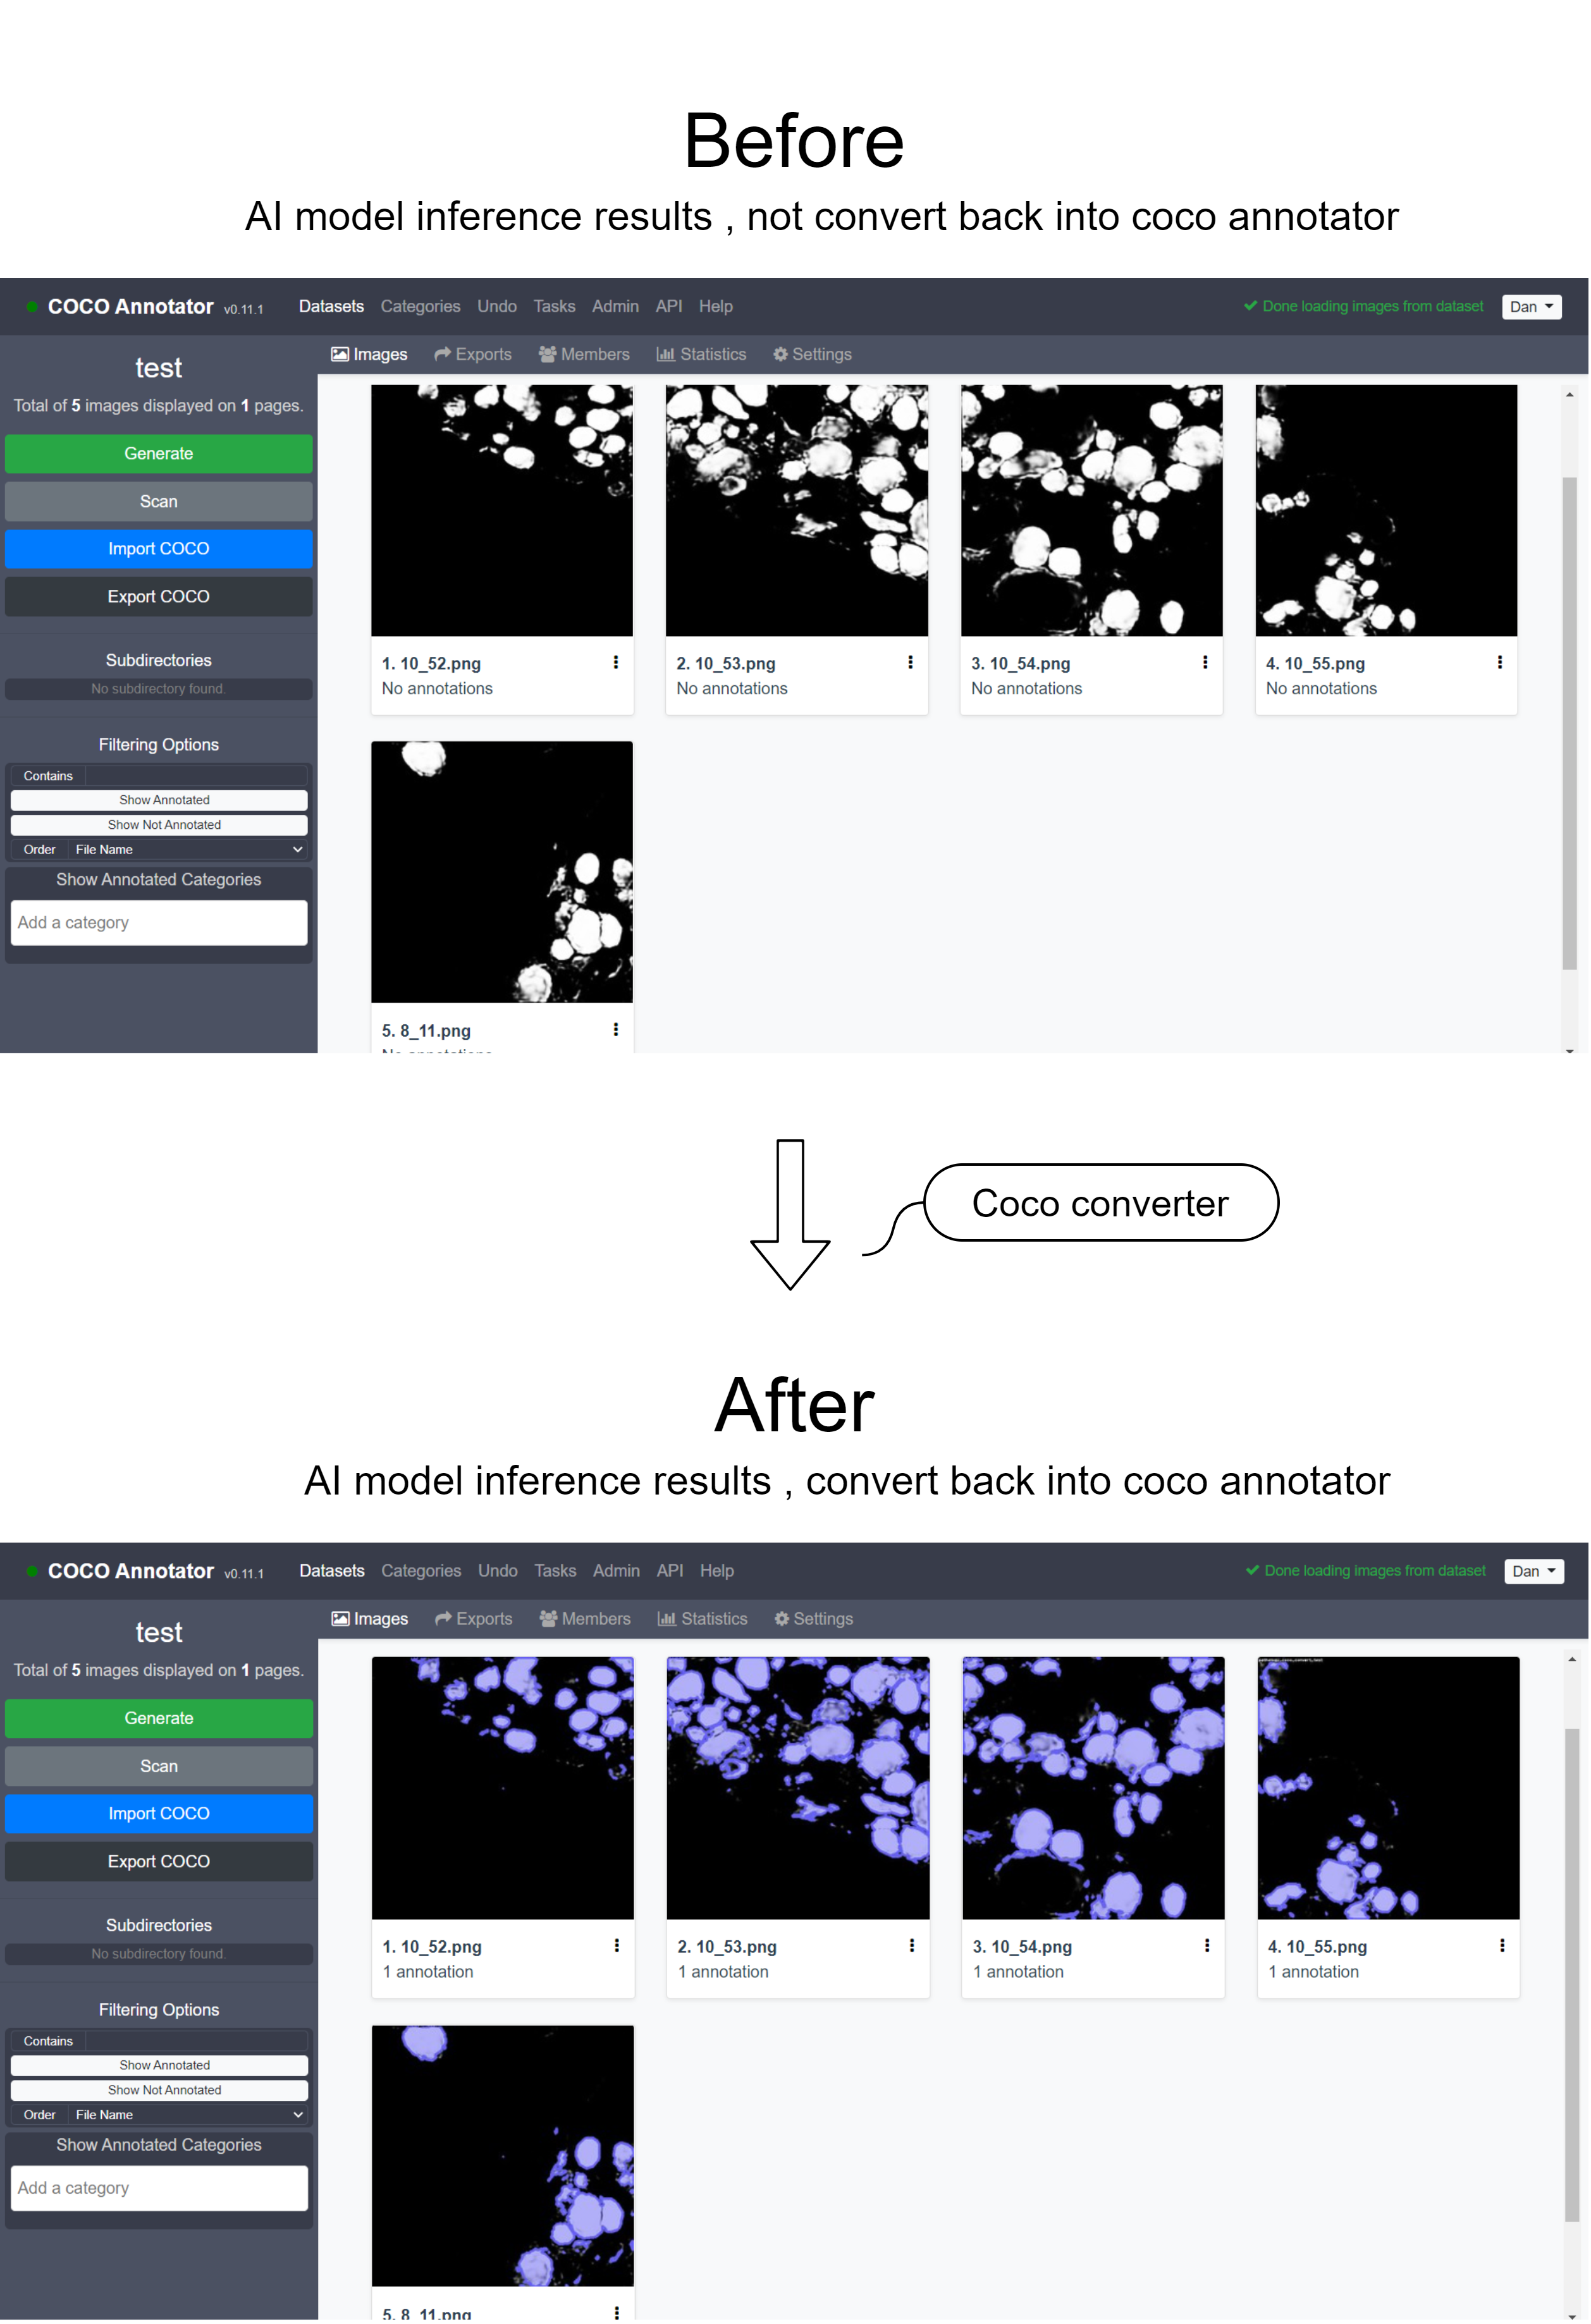 Before
AI model inference results , not convert back into coco annotator
COCO Annotator v0.11.1 Datasets Categories Undo Tasks Admin API Help Done loading images from dataset Dan
Images Exports Members Statistics Settings
test
Total of 5 images displayed on 1 pages.
Generate
Scan
Import COCO
Export COCO
Subdirectories
No subdirectory found.
Filtering Options
Contains
Show Annotated
Show Not Annotated
Order File Name
Show Annotated Categories
Add a category
1. 10_52.png
No annotations
2. 10_53.png
No annotations
3. 10_54.png
No annotations
4. 10_55.png
No annotations
5. 8_11.png
No annotations
Coco converter
After
AI model inference results , convert back into coco annotator
COCO Annotator v0.11.1 Datasets Categories Undo Tasks Admin API Help Done loading images from dataset Dan
Images Exports Members Statistics Settings
test
Total of 5 images displayed on 1 pages.
Generate
Scan
Import COCO
Export COCO
Subdirectories
No subdirectory found.
Filtering Options
Contains
Show Annotated
Show Not Annotated
Order File Name
Show Annotated Categories
Add a category
1. 10_52.png
1 annotation
2. 10_53.png
1 annotation
3. 10_54.png
1 annotation
4. 10_55.png
1 annotation
5. 8_11.png